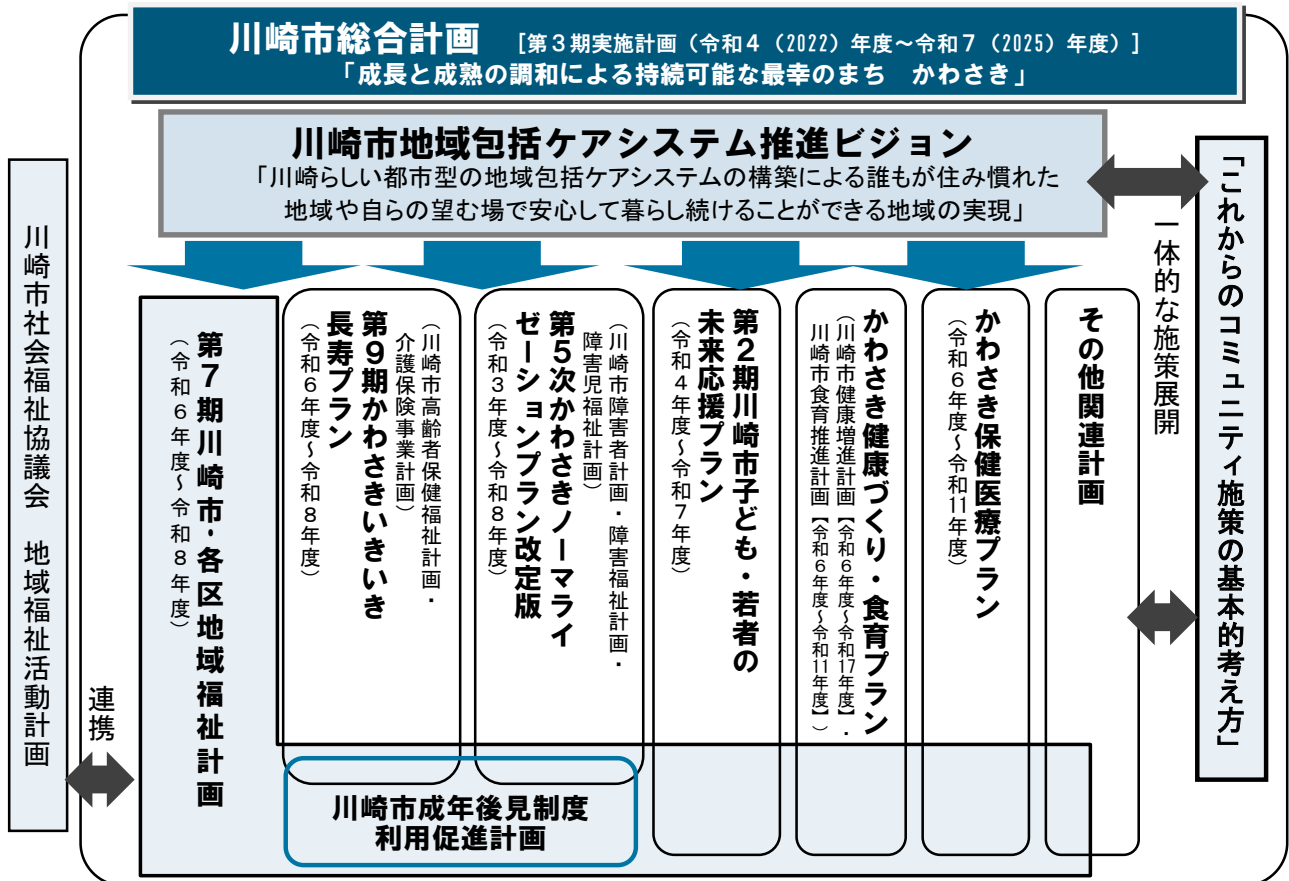 川崎市総合計画 [第3期実施計画（令和4（2022）年度～令和7（2025）年度）]
「成長と成熟の調和による持続可能な最幸のまち　かわさき」
川崎市地域包括ケアシステム推進ビジョン
「川崎らしい都市型の地域包括ケアシステムの構築による誰もが住み慣れた
地域や自らの望む場で安心して暮らし続けることができる地域の実現」
「これからのコミュニティ施策の基本的考え方」
一体的な施策展開
その他関連計画
かわさき保健医療プラン
（令和6年度～令和11年度）
かわさき健康づくり・食育プラン
（川崎市健康増進計画【令和6年度～令和17年度】・
川崎市食育推進計画【令和6年度～令和11年度】）
第2期川崎市子ども・若者の
未来応援プラン
（令和4年度～令和7年度）
（川崎市障害者計画・障害福祉計画・
障害児福祉計画）
第5次かわさきノーマライ
ゼーションプラン改定版
（令和3年度～令和8年度）
（川崎市高齢者保健福祉計画・
介護保険事業計画）
第9期かわさきいきいき
長寿プラン
（令和6年度～令和8年度）
第7期川崎市・各区地域福祉計画
（令和6年度～令和8年度）
川崎市成年後見制度
利用促進計画
連携
川崎市社会福祉協議会　地域福祉活動計画